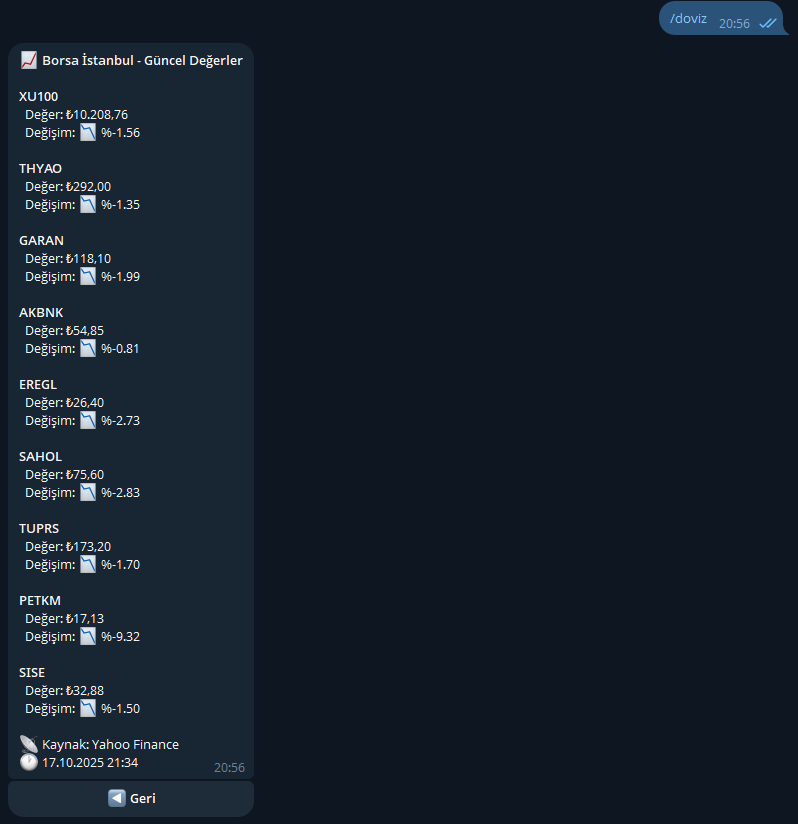 /doviz 20:56
Borsa İstanbul - Güncel Değerler
XU100
Değer: ₺10.208,76
Değişim: %-1.56
THYAO
Değer: ₺292,00
Değişim: %-1.35
GARAN
Değer: ₺118,10
Değişim: %-1.99
AKBNK
Değer: ₺54,85
Değişim: %-0.81
EREGL
Değer: ₺26,40
Değişim: %-2.73
SAHOL
Değer: ₺75,60
Değişim: %-2.83
TUPRS
Değer: ₺173,20
Değişim: %-1.70
PETKM
Değer: ₺17,13
Değişim: %-9.32
SISE
Değer: ₺32,88
Değişim: %-1.50
Kaynak: Yahoo Finance
17.10.2025 21:34
20:56
Geri